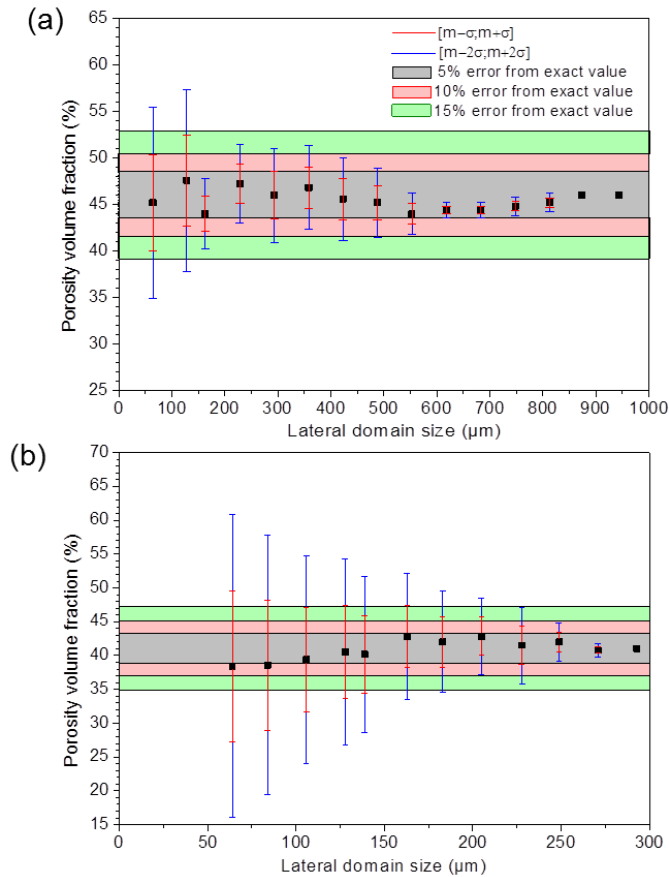 (a)
[m−σ;m+σ]
[m−2σ;m+2σ]
5% error from exact value
10% error from exact value
15% error from exact value
Porosity volume fraction (%)
65
60
55
50
45
40
35
30
25
0 100 200 300 400 500 600 700 800 900 1000
Lateral domain size (µm)
(b)
Porosity volume fraction (%)
70
65
60
55
50
45
40
35
30
25
20
15
0 50 100 150 200 250 300
Lateral domain size (µm)